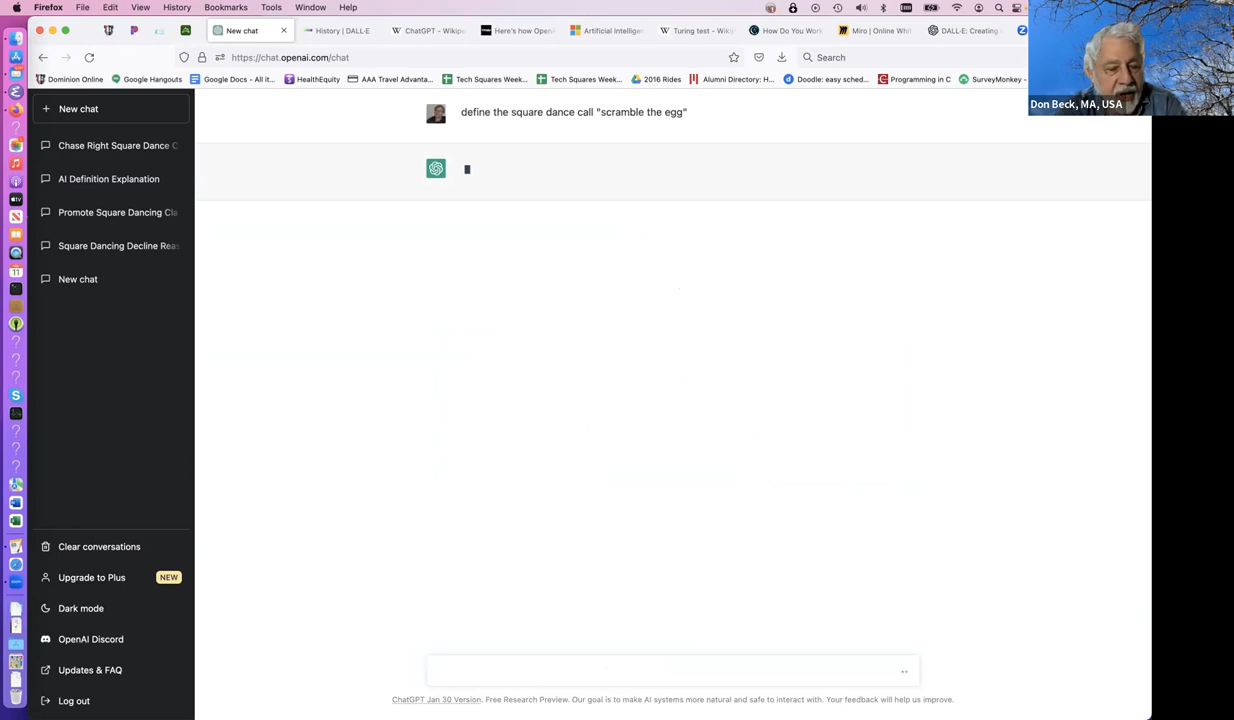 Firefox File Edit View History Bookmarks Tools Window Help
New chat History | DALL·E ChatGPT - Wikipe Here's how OpenA Artificial Intelligenc Turing test - Wikip How Do You Work Miro | Online Whit DALL·E: Creating I
https://chat.openai.com/chat Search
Dominion Online Google Hangouts Google Docs - All it... HealthEquity AAA Travel Advanta... Tech Squares Week... Tech Squares Week... 2016 Rides Alumni Directory: H... Doodle: easy sched... Programming in C SurveyMonkey
Don Beck, MA, USA
+ New chat
define the square dance call "scramble the egg"
Chase Right Square Dance C
AI Definition Explanation
Promote Square Dancing Cla
Square Dancing Decline Reas
New chat
Clear conversations
Upgrade to Plus NEW
Dark mode
OpenAI Discord
Updates & FAQ
Log out
ChatGPT Jan 30 Version. Free Research Preview. Our goal is to make AI systems more natural and safe to interact with. Your feedback will help us improve.